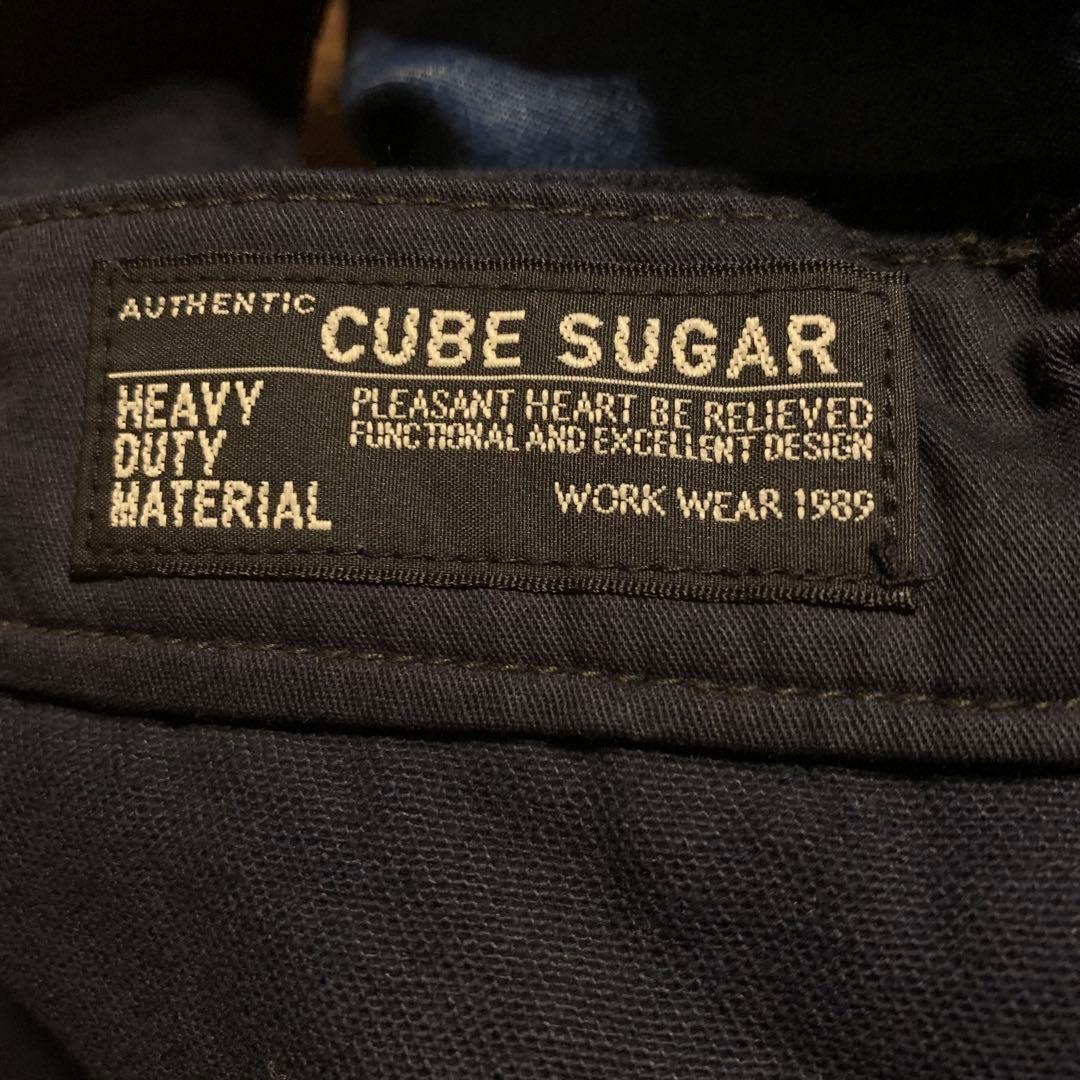 AUTHENTIC CUBE SUGAR
HEAVY DUTY MATERIAL
PLEASANT HEART BE RELIEVED
FUNCTIONAL AND EXCELLENT DESIGN
WORK WEAR 1989